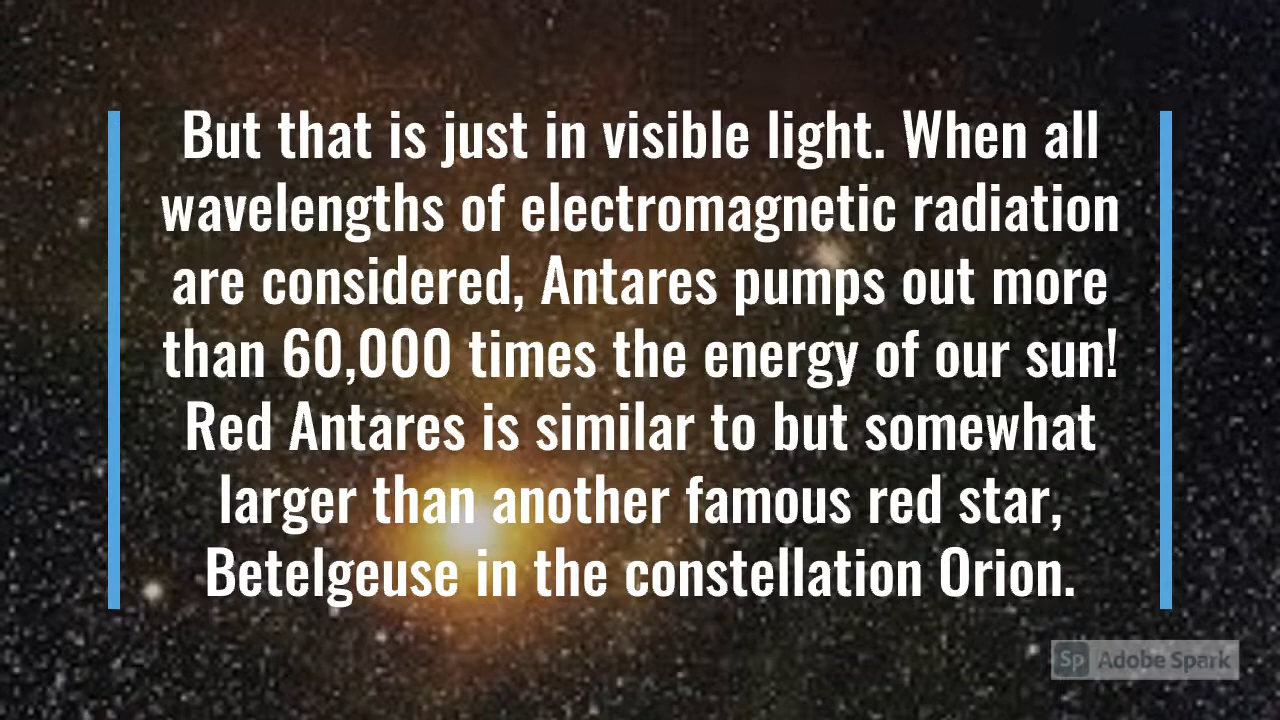 But that is just in visible light. When all
wavelengths of electromagnetic radiation
are considered, Antares pumps out more
than 60,000 times the energy of our sun!
Red Antares is similar to but somewhat
larger than another famous red star,
Betelgeuse in the constellation Orion.
Sp Adobe Spark